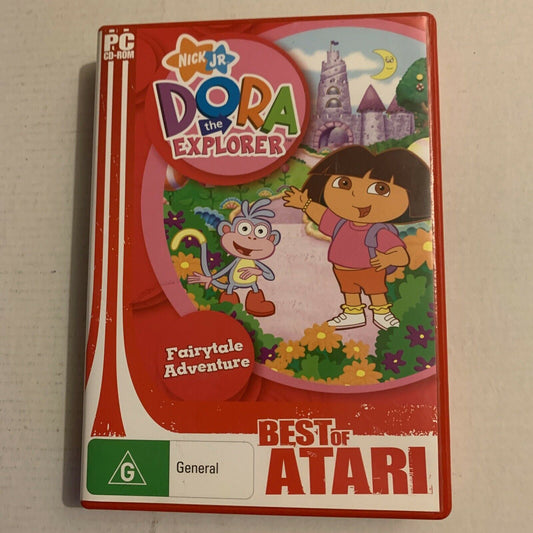 PC
CD-ROM
NICK JR.
DORA
the
EXPLORER
Fairytale
Adventure
BEST OF
ATARI
G
General